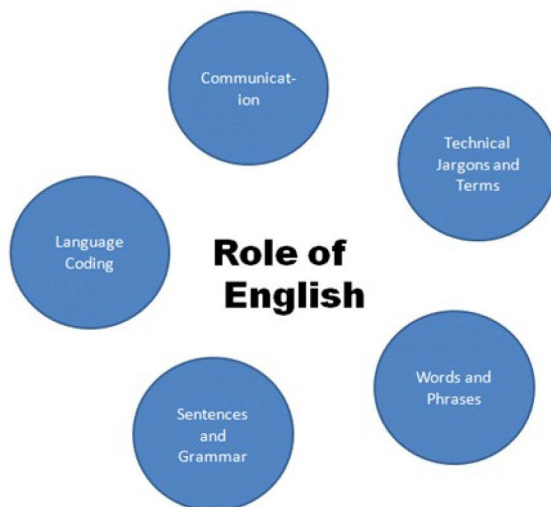 Communicat-
ion
Technical
Jargons and
Terms
Language
Coding
Role of
English
Words and
Phrases
Sentences
and
Grammar